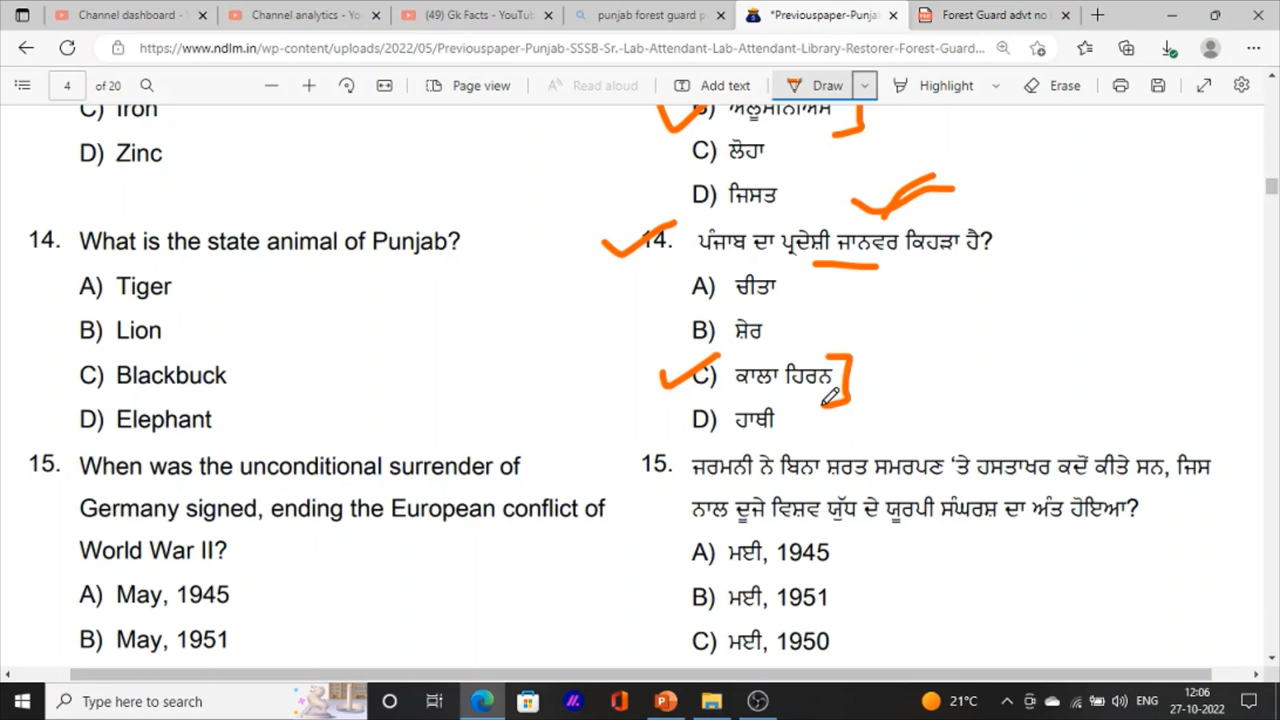 Channel dashboard -
Channel analytics - Yo
(49) Gk Facts - YouTub
punjab forest guard p
*Previouspaper-Punja
Forest Guard advt no
https://www.ndlm.in/wp-content/uploads/2022/05/Previouspaper-Punjab-SSSB-Sr.-Lab-Attendant-Lab-Attendant-Library-Restorer-Forest-Guard...
4 of 20
Page view
Read aloud
Add text
Draw
Highlight
Erase
C) Iron
D) Zinc
14. What is the state animal of Punjab?
A) Tiger
B) Lion
C) Blackbuck
D) Elephant
15. When was the unconditional surrender of
Germany signed, ending the European conflict of
World War II?
A) May, 1945
B) May, 1951
B) ਅਲੂਮੀਨੀਅਮ
C) ਲੋਹਾ
D) ਜਿਸਤ
14. ਪੰਜਾਬ ਦਾ ਪ੍ਰਦੇਸ਼ੀ ਜਾਨਵਰ ਕਿਹੜਾ ਹੈ?
A) ਚੀਤਾ
B) ਸ਼ੇਰ
C) ਕਾਲਾ ਹਿਰਨ
D) ਹਾਥੀ
15. ਜਰਮਨੀ ਨੇ ਬਿਨਾ ਸ਼ਰਤ ਸਮਰਪਣ ‘ਤੇ ਹਸਤਾਖਰ ਕਦੋਂ ਕੀਤੇ ਸਨ, ਜਿਸ
ਨਾਲ ਦੂਜੇ ਵਿਸ਼ਵ ਯੁੱਧ ਦੇ ਯੂਰਪੀ ਸੰਘਰਸ਼ ਦਾ ਅੰਤ ਹੋਇਆ?
A) ਮਈ, 1945
B) ਮਈ, 1951
C) ਮਈ, 1950
Type here to search
21°C
ENG
12:06
27-10-2022